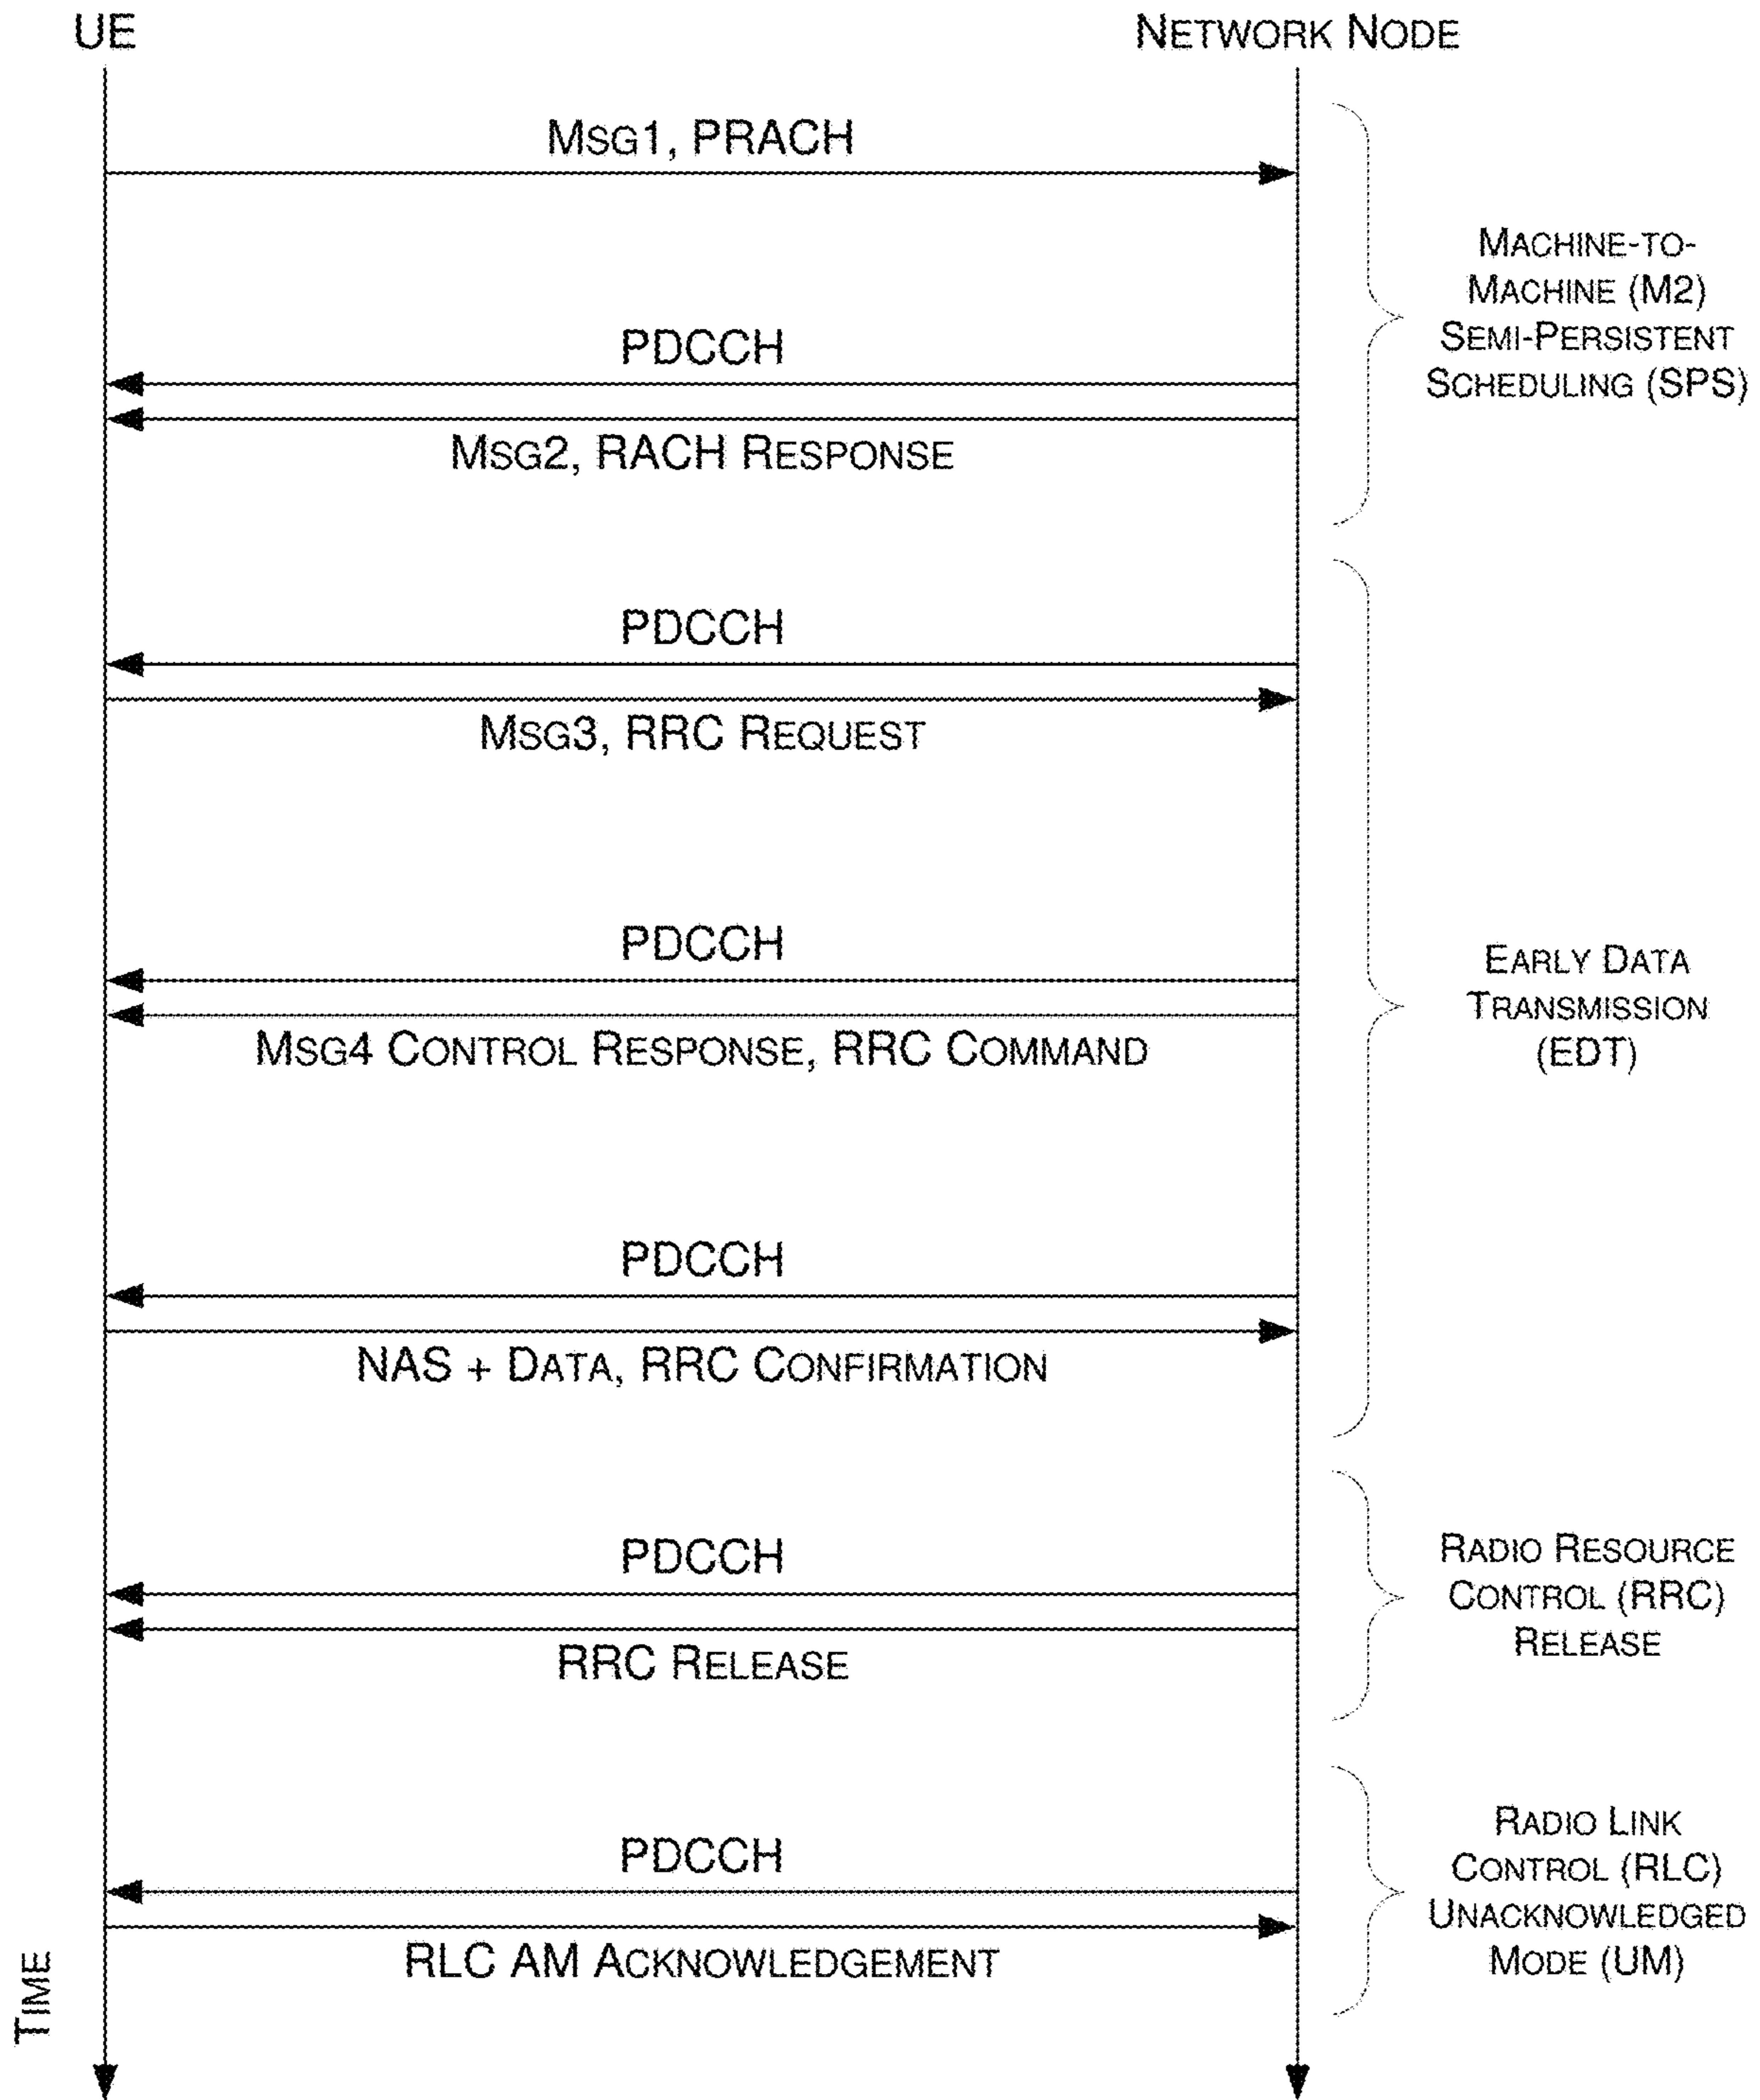 UE
NETWORK NODE
MSG1, PRACH
PDCCH
MSG2, RACH RESPONSE
MACHINE-TO-
MACHINE (M2)
SEMI-PERSISTENT
SCHEDULING (SPS)
PDCCH
MSG3, RRC REQUEST
PDCCH
MSG4 CONTROL RESPONSE, RRC COMMAND
PDCCH
NAS + DATA, RRC CONFIRMATION
EARLY DATA
TRANSMISSION
(EDT)
PDCCH
RRC RELEASE
RADIO RESOURCE
CONTROL (RRC)
RELEASE
PDCCH
RLC AM ACKNOWLEDGEMENT
RADIO LINK
CONTROL (RLC)
UNACKNOWLEDGED
MODE (UM)
TIME